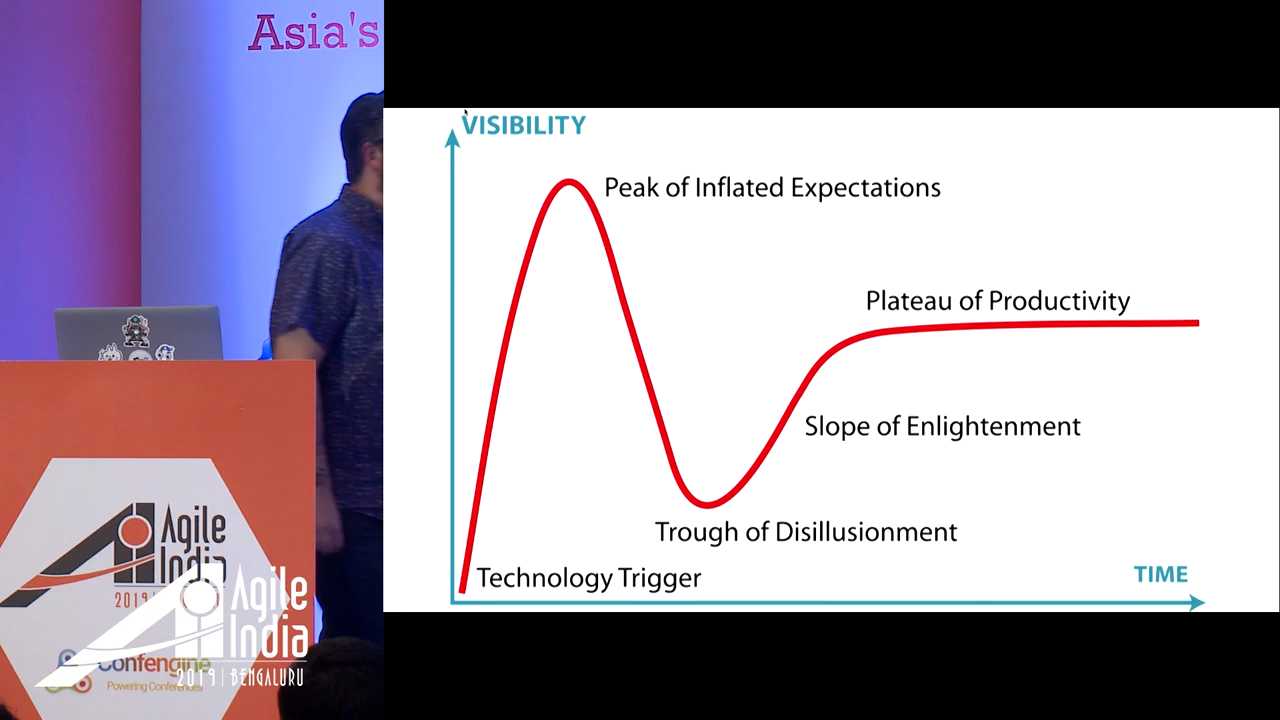 Asia's
VISIBILITY
Peak of Inflated Expectations
Plateau of Productivity
Slope of Enlightenment
Trough of Disillusionment
Technology Trigger
TIME
Agile
India
2019
Agile
India
2019 | BENGALURU
Confengine
Powering Conferences